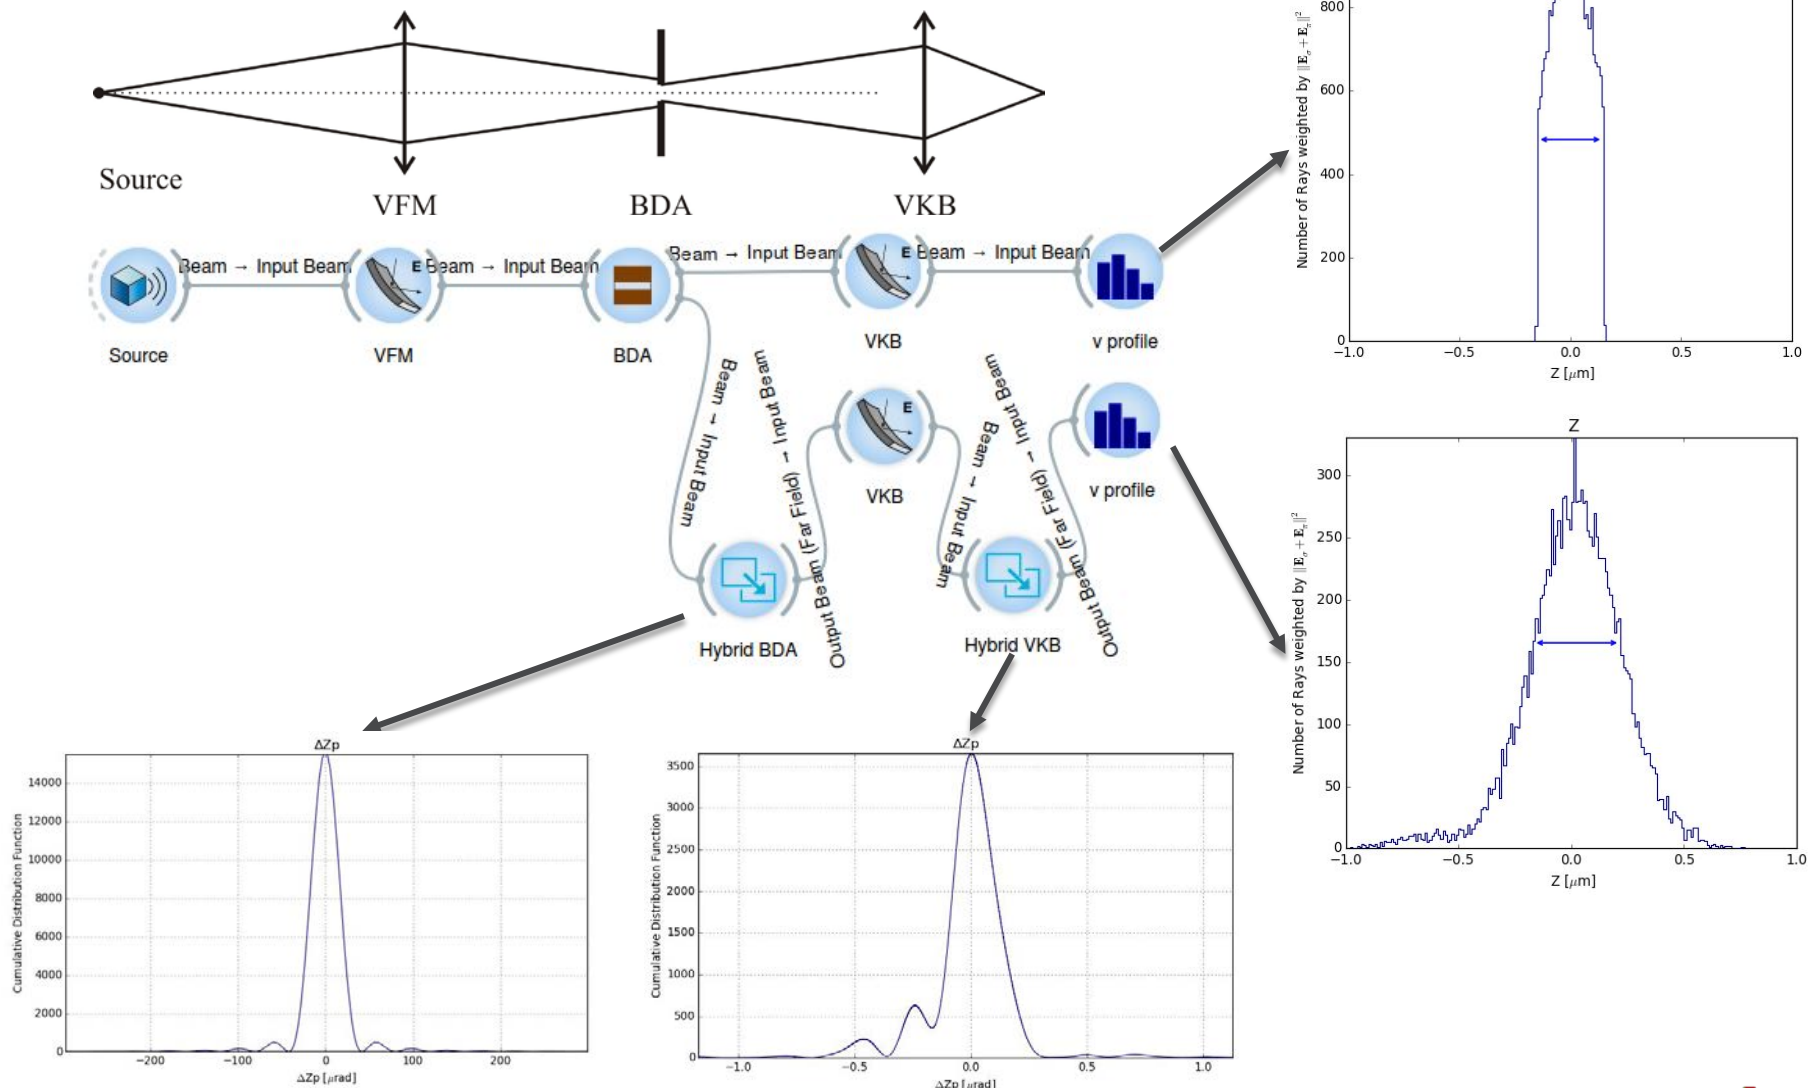 Source
VFM
BDA
VKB
Beam → Input Beam
E
Beam → Input Beam
Beam → Input Beam
E
Beam → Input Beam
Source
VFM
BDA
VKB
v profile
Beam → Input Beam
Output Beam (Far Field) → Input Beam
E
VKB
Beam → Input Beam
Output Beam (Far Field) → Input Beam
v profile
Hybrid BDA
Hybrid VKB
Number of Rays weighted by ‖E_σ + E_π‖²
800
600
400
200
0
−1.0 −0.5 0.0 0.5 1.0
Z [μm]
Z
Number of Rays weighted by ‖E_σ + E_π‖²
300
250
200
150
100
50
0
−1.0 −0.5 0.0 0.5 1.0
Z [μm]
ΔZp
Cumulative Distribution Function
14000
12000
10000
8000
6000
4000
2000
0
−200 −100 0 100 200
ΔZp [μrad]
ΔZp
Cumulative Distribution Function
3500
3000
2500
2000
1500
1000
500
0
−1.0 −0.5 0.0 0.5 1.0
ΔZp [μrad]